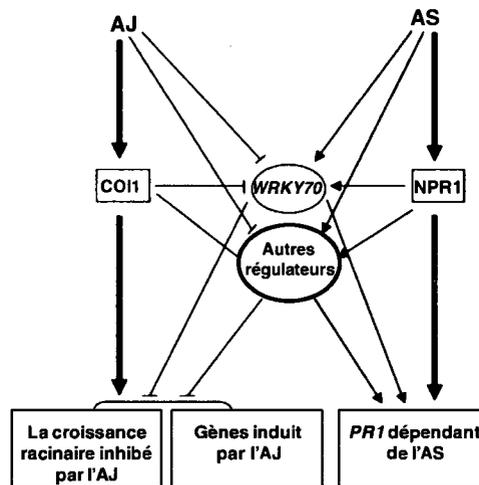 AJ
AS
COI1
WRKY70
NPR1
Autres
régulateurs
La croissance
racinaire inhibé
par l'AJ
Gènes induit
par l'AJ
PR1 dépendant
de l'AS